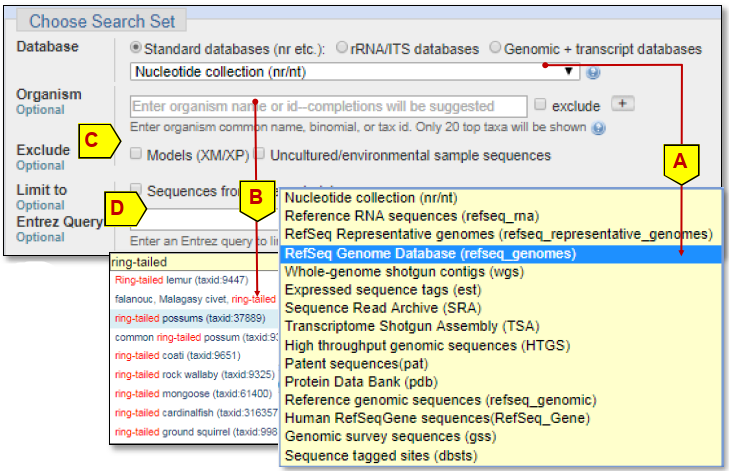 Choose Search Set
Database
Standard databases (nr etc.): rRNA/ITS databases Genomic + transcript databases
Nucleotide collection (nr/nt)
A
Organism
Optional
Enter organism name or id--completions will be suggested exclude +
Enter organism common name, binomial, or tax id. Only 20 top taxa will be shown
C
Exclude
Optional
Models (XM/XP) Uncultured/environmental sample sequences
Limit to
Optional
Sequences from
B
D
Entrez Query
Optional
Enter an Entrez query to
ring-tailed
Ring-tailed lemur (taxid:9447)
falanouc, Malagasy civet, ring-tailed
ring-tailed possums (taxid:37889)
common ring-tailed possum (taxid:
ring-tailed coati (taxid:9651)
ring-tailed rock wallaby (taxid:9325)
ring-tailed mongoose (taxid:61400)
ring-tailed cardinalfish (taxid:316357
ring-tailed ground squirrel (taxid:998
Nucleotide collection (nr/nt)
Reference RNA sequences (refseq_rna)
RefSeq Representative genomes (refseq_representative_genomes)
RefSeq Genome Database (refseq_genomes)
Whole-genome shotgun contigs (wgs)
Expressed sequence tags (est)
Sequence Read Archive (SRA)
Transcriptome Shotgun Assembly (TSA)
High throughput genomic sequences (HTGS)
Patent sequences(pat)
Protein Data Bank (pdb)
Reference genomic sequences (refseq_genomic)
Human RefSeqGene sequences(RefSeq_Gene)
Genomic survey sequences (gss)
Sequence tagged sites (dbsts)